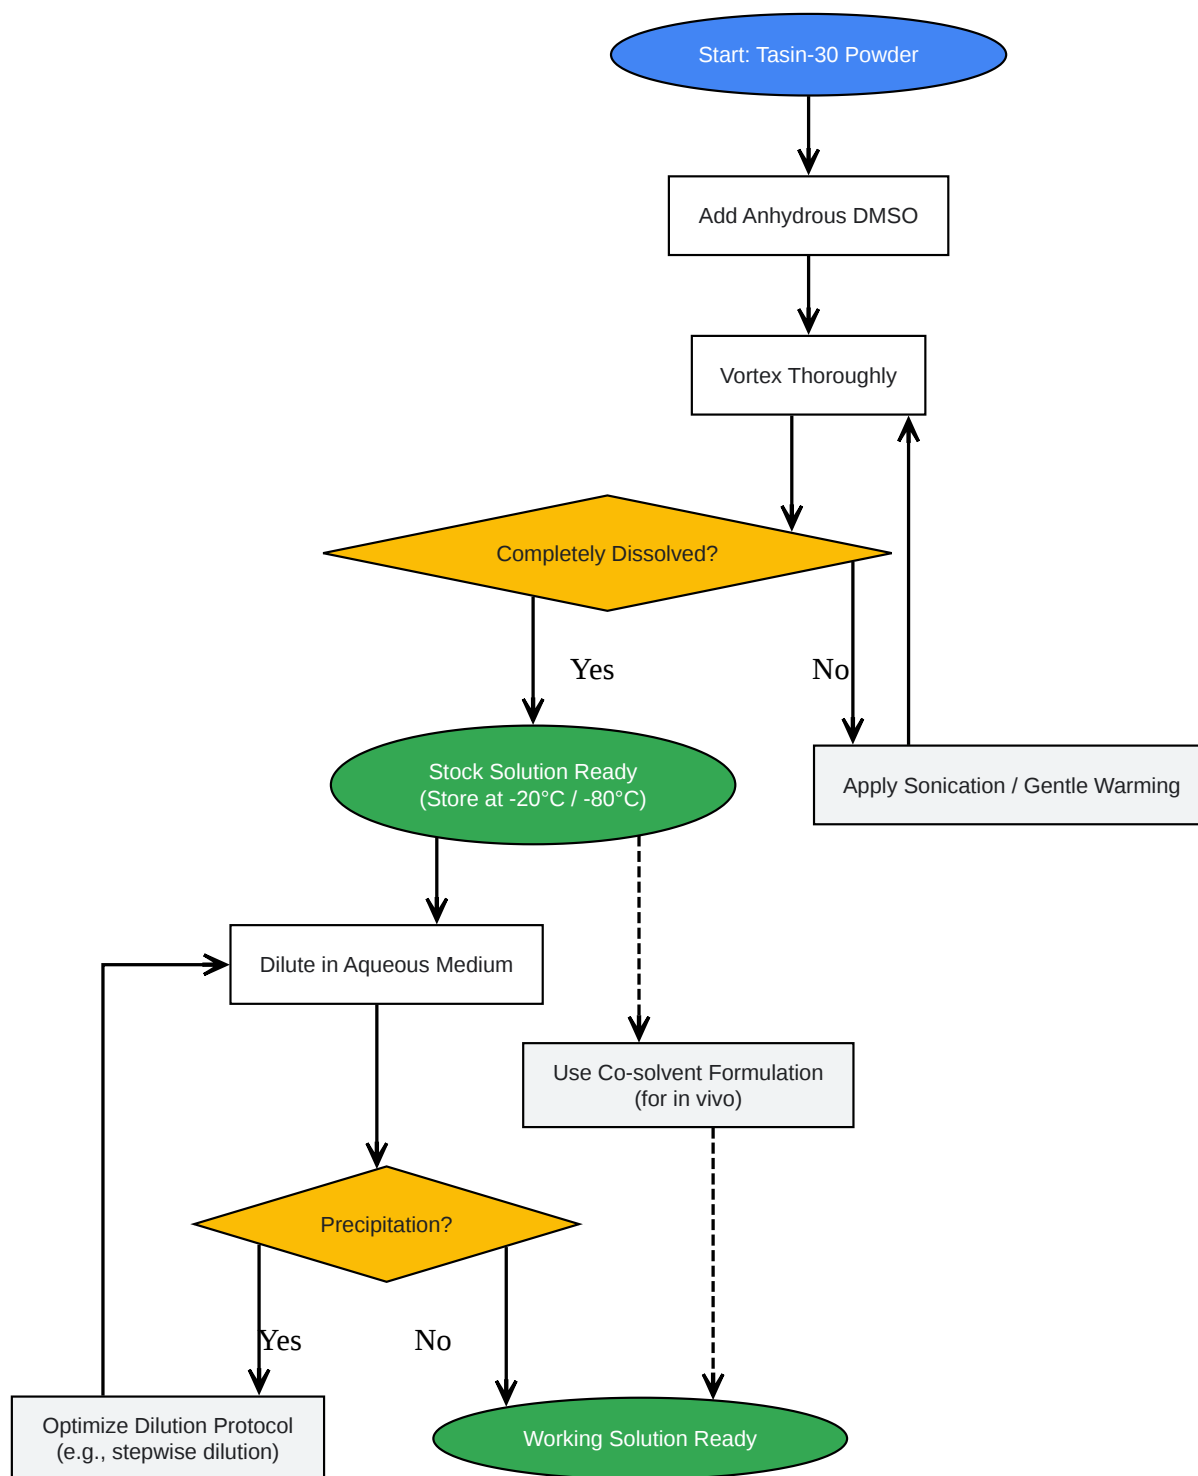 Start: Tasin-30 Powder
Add Anhydrous DMSO
Vortex Thoroughly
Completely Dissolved?
Yes
No
Stock Solution Ready
(Store at -20°C / -80°C)
Apply Sonication / Gentle Warming
Dilute in Aqueous Medium
Use Co-solvent Formulation
(for in vivo)
Precipitation?
Yes
No
Optimize Dilution Protocol
(e.g., stepwise dilution)
Working Solution Ready